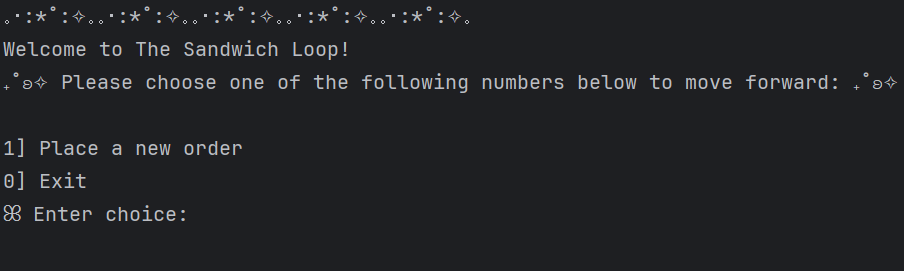 ｡･:*˚:✧｡｡･:*˚:✧｡｡･:*˚:✧｡｡･:*˚:✧｡｡･:*˚:✧｡
Welcome to The Sandwich Loop!
₊˚ʚ✧ Please choose one of the following numbers below to move forward: ₊˚ʚ✧
1] Place a new order
0] Exit
ꕤ Enter choice: